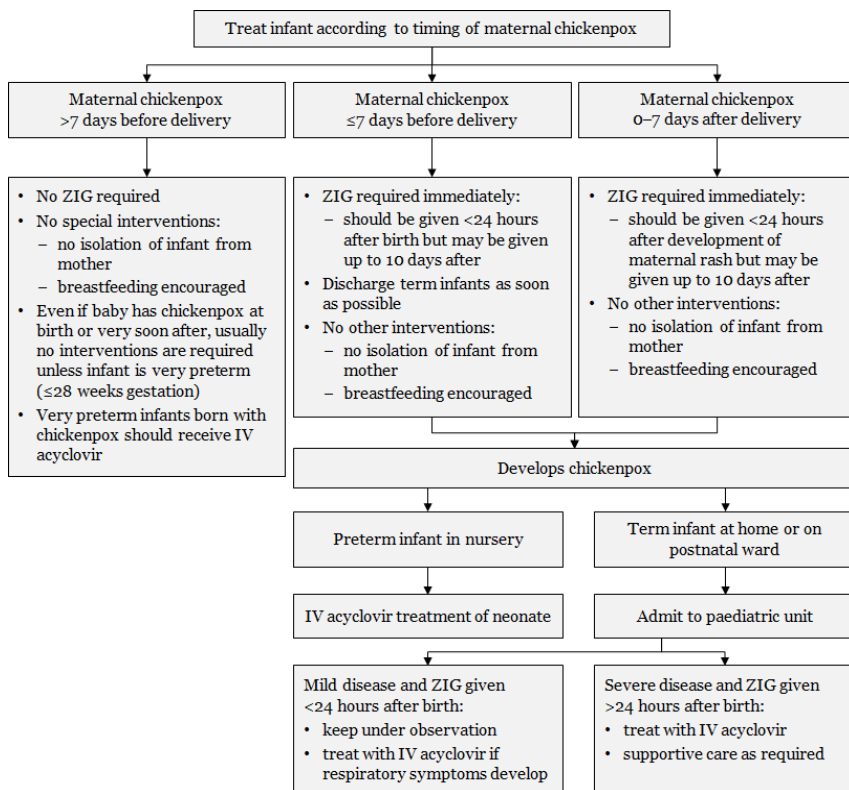 Treat infant according to timing of maternal chickenpox
Maternal chickenpox
>7 days before delivery
Maternal chickenpox
≤7 days before delivery
Maternal chickenpox
0–7 days after delivery
• No ZIG required
• No special interventions:
– no isolation of infant from
mother
– breastfeeding encouraged
• Even if baby has chickenpox at
birth or very soon after, usually
no interventions are required
unless infant is very preterm
(≤28 weeks gestation)
• Very preterm infants born with
chickenpox should receive IV
acyclovir
• ZIG required immediately:
– should be given <24 hours
after birth but may be given
up to 10 days after
• Discharge term infants as soon
as possible
• No other interventions:
– no isolation of infant from
mother
– breastfeeding encouraged
• ZIG required immediately:
– should be given <24 hours
after development of
maternal rash but may be
given up to 10 days after
• No other interventions:
– no isolation of infant from
mother
– breastfeeding encouraged
Develops chickenpox
Preterm infant in nursery
Term infant at home or on
postnatal ward
IV acyclovir treatment of neonate
Admit to paediatric unit
Mild disease and ZIG given
<24 hours after birth:
• keep under observation
• treat with IV acyclovir if
respiratory symptoms develop
Severe disease and ZIG given
>24 hours after birth:
• treat with IV acyclovir
• supportive care as required